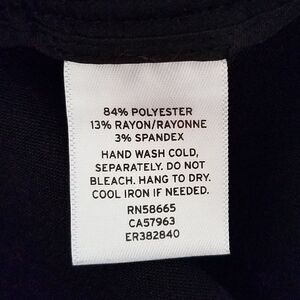 84% POLYESTER
13% RAYON/RAYONNE
3% SPANDEX
HAND WASH COLD,
SEPARATELY. DO NOT
BLEACH. HANG TO DRY.
COOL IRON IF NEEDED.
RN58665
CA57963
ER382840